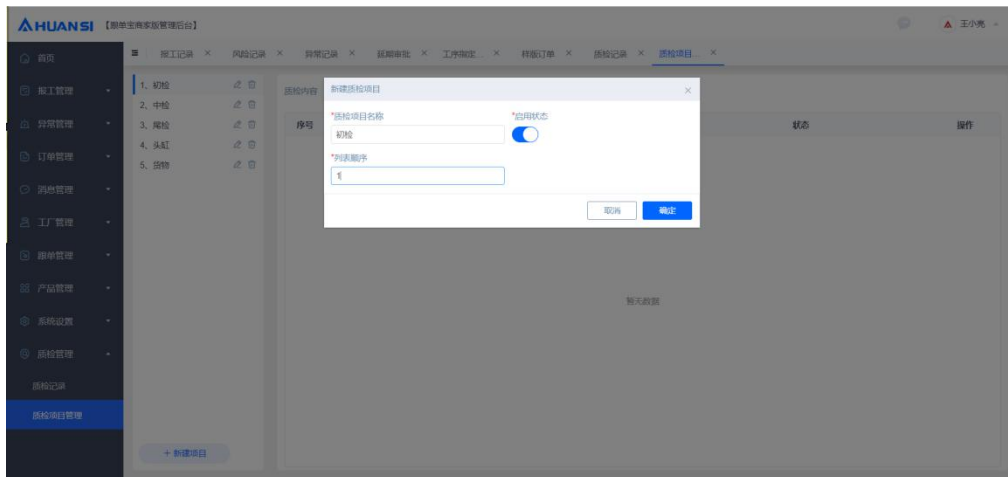 HUANSI 【跟单宝商家版管理后台】 王小亮
首页
报工管理
异常管理
订单管理
消息管理
工厂管理
跟单管理
产品管理
系统设置
质检管理
质检记录
质检项目管理
报工记录 × 风险记录 × 异常记录 × 延期审批 × 工序指定... × 样版订单 × 质检记录 × 质检项目... ×
1、初检
2、中检
3、尾检
4、头缸
5、货物
+ 新建项目
质检内容
序号 状态 操作
暂无数据
新建质检项目 ×
*质检项目名称 *启用状态
初检
*列表顺序
1
取消 确定